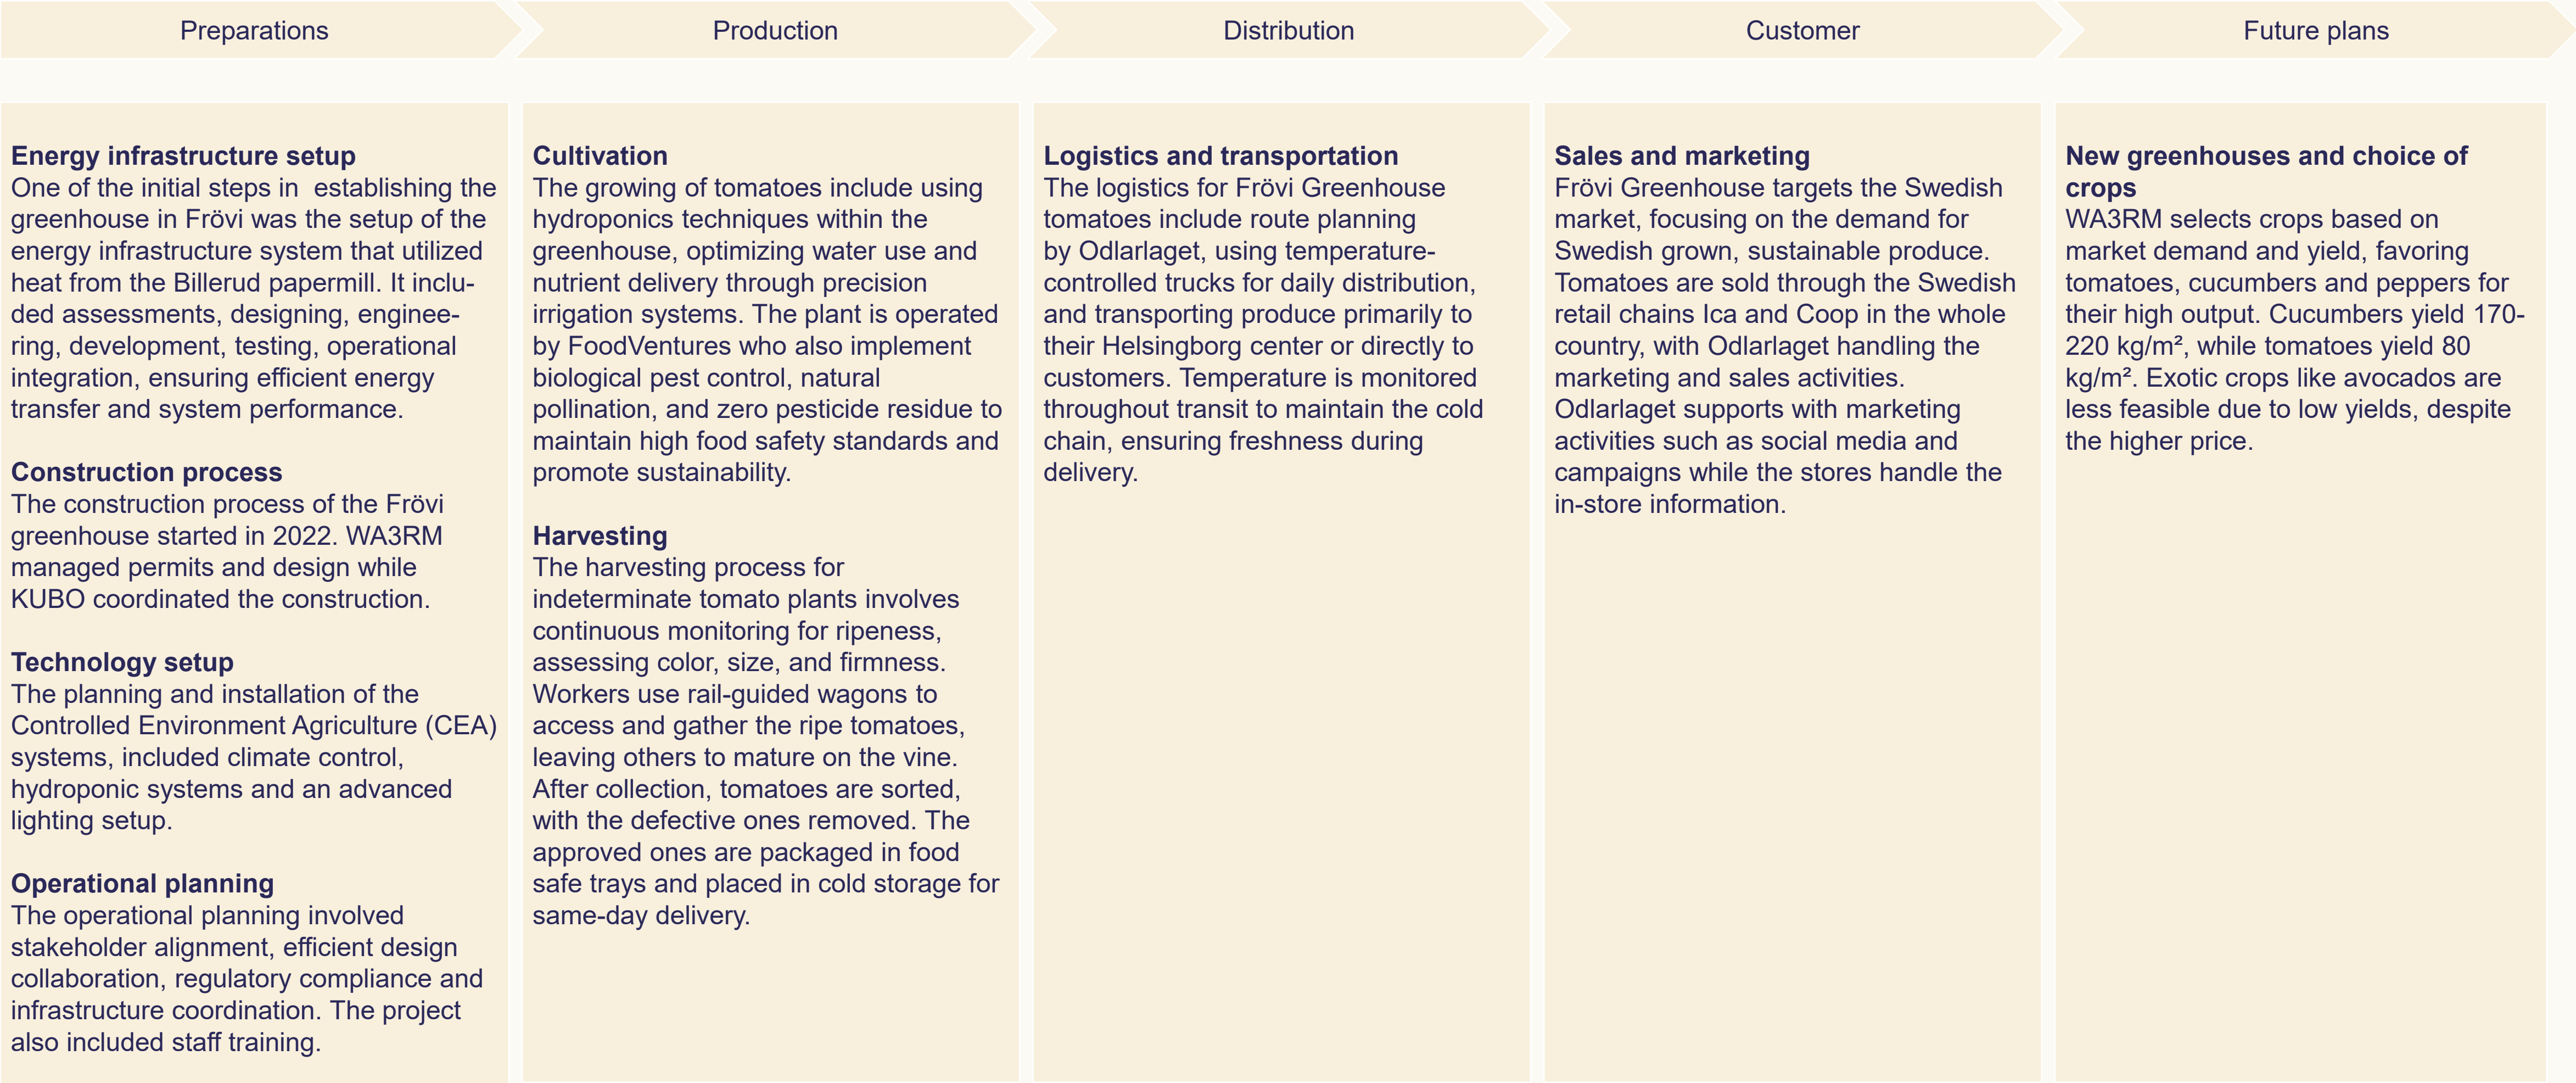 Preparations
Production
Distribution
Customer
Future plans
Energy infrastructure setup
One of the initial steps in  establishing the
greenhouse in Frövi was the setup of the
energy infrastructure system that utilized
heat from the Billerud papermill. It inclu-
ded assessments, designing, enginee-
ring, development, testing, operational
integration, ensuring efficient energy
transfer and system performance.
Construction process
The construction process of the Frövi
greenhouse started in 2022. WA3RM
managed permits and design while
KUBO coordinated the construction.
Technology setup
The planning and installation of the
Controlled Environment Agriculture (CEA)
systems, included climate control,
hydroponic systems and an advanced
lighting setup.
Operational planning
The operational planning involved
stakeholder alignment, efficient design
collaboration, regulatory compliance and
infrastructure coordination. The project
also included staff training.
Cultivation
The growing of tomatoes include using
hydroponics techniques within the
greenhouse, optimizing water use and
nutrient delivery through precision
irrigation systems. The plant is operated
by FoodVentures who also implement
biological pest control, natural
pollination, and zero pesticide residue to
maintain high food safety standards and
promote sustainability.
Harvesting
The harvesting process for
indeterminate tomato plants involves
continuous monitoring for ripeness,
assessing color, size, and firmness.
Workers use rail-guided wagons to
access and gather the ripe tomatoes,
leaving others to mature on the vine.
After collection, tomatoes are sorted,
with the defective ones removed. The
approved ones are packaged in food
safe trays and placed in cold storage for
same-day delivery.
Logistics and transportation
The logistics for Frövi Greenhouse
tomatoes include route planning
by Odlarlaget, using temperature-
controlled trucks for daily distribution,
and transporting produce primarily to
their Helsingborg center or directly to
customers. Temperature is monitored
throughout transit to maintain the cold
chain, ensuring freshness during
delivery.
Sales and marketing
Frövi Greenhouse targets the Swedish
market, focusing on the demand for
Swedish grown, sustainable produce.
Tomatoes are sold through the Swedish
retail chains Ica and Coop in the whole
country, with Odlarlaget handling the
marketing and sales activities.
Odlarlaget supports with marketing
activities such as social media and
campaigns while the stores handle the
in-store information.
New greenhouses and choice of
crops
WA3RM selects crops based on
market demand and yield, favoring
tomatoes, cucumbers and peppers for
their high output. Cucumbers yield 170-
220 kg/m², while tomatoes yield 80
kg/m². Exotic crops like avocados are
less feasible due to low yields, despite
the higher price.